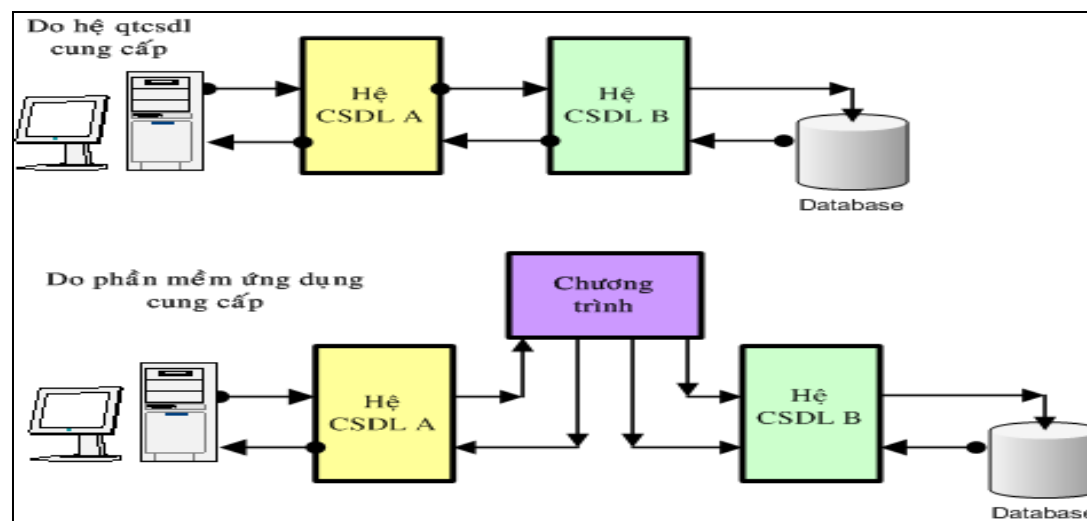 Do hệ qtcsdl
cung cấp
Hệ
CSDL A
Hệ
CSDL B
Database
Do phần mềm ứng dụng
cung cấp
Chương
trình
Hệ
CSDL A
Hệ
CSDL B
Database